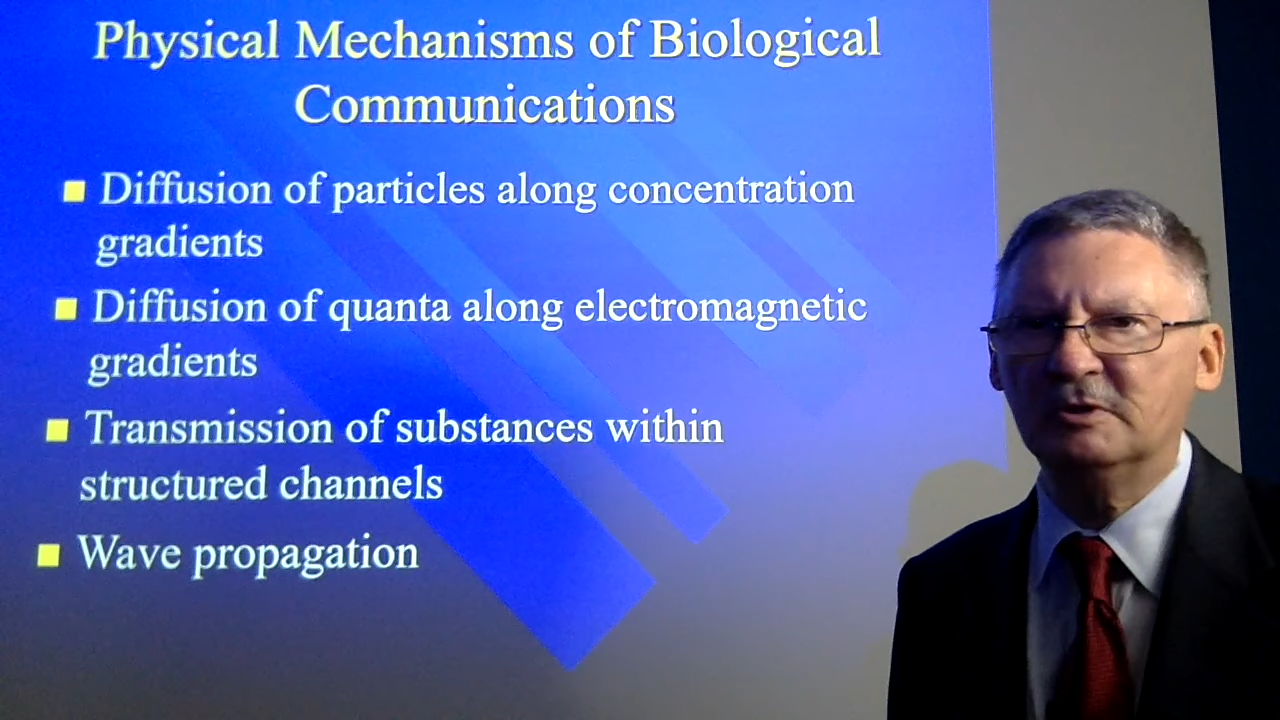 Physical Mechanisms of Biological
Communications
Diffusion of particles along concentration
gradients
Diffusion of quanta along electromagnetic
gradients
Transmission of substances within
structured channels
Wave propagation